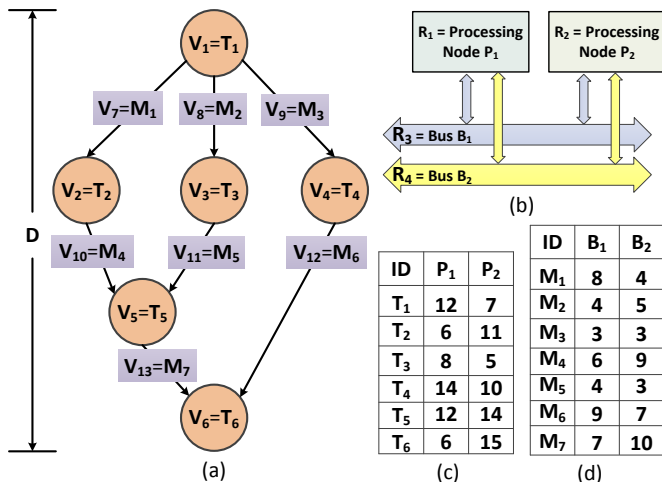 V1=T1
V7=M1
V8=M2
V9=M3
V2=T2
V3=T3
V4=T4
D
V10=M4
V11=M5
V12=M6
V5=T5
V13=M7
V6=T6
(a)
R1 = Processing
Node P1
R2 = Processing
Node P2
R3 = Bus B1
R4 = Bus B2
(b)
ID P1 P2
T1 12 7
T2 6 11
T3 8 5
T4 14 10
T5 12 14
T6 6 15
(c)
ID B1 B2
M1 8 4
M2 4 5
M3 3 3
M4 6 9
M5 4 3
M6 9 7
M7 7 10
(d)